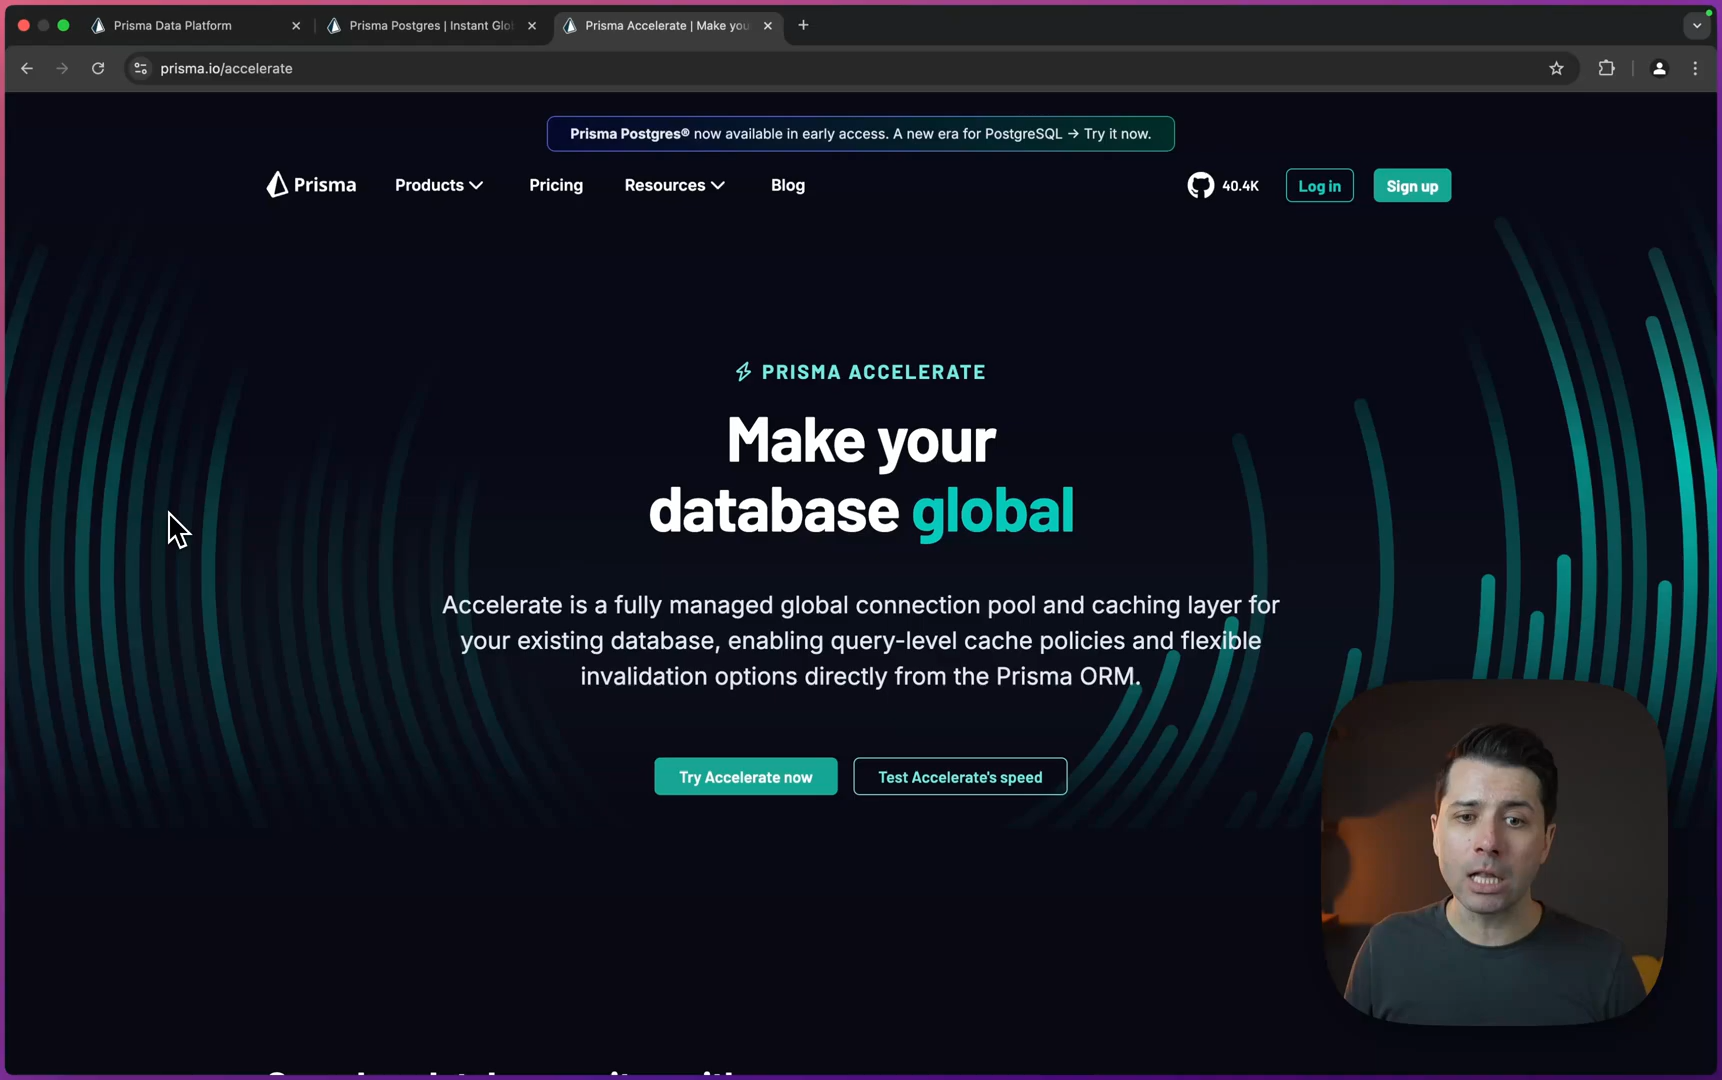 Prisma Data Platform
Prisma Postgres | Instant Glo
Prisma Accelerate | Make you
prisma.io/accelerate
Prisma Postgres® now available in early access. A new era for PostgreSQL → Try it now.
Prisma
Products
Pricing
Resources
Blog
40.4K
Log in
Sign up
PRISMA ACCELERATE
Make your
database global
Accelerate is a fully managed global connection pool and caching layer for
your existing database, enabling query-level cache policies and flexible
invalidation options directly from the Prisma ORM.
Try Accelerate now
Test Accelerate's speed